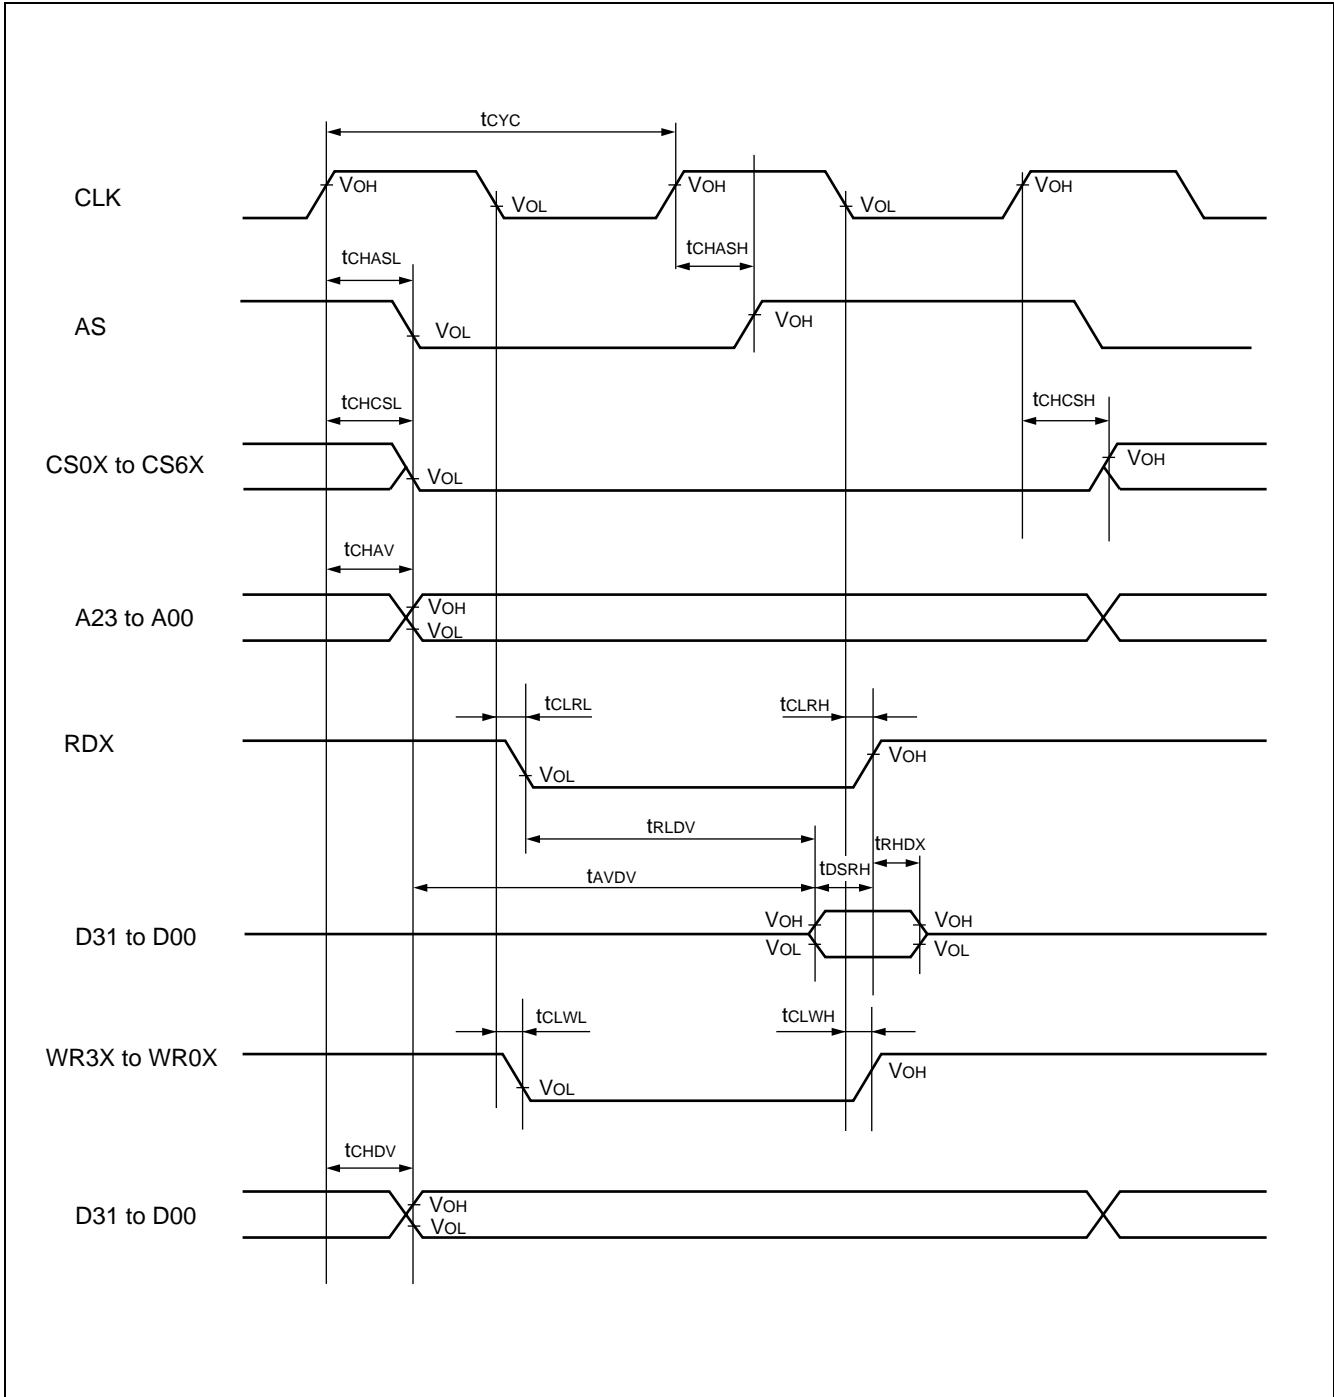 tCYC
CLK
VOH
VOL
VOH
VOL
VOH
tCHASL
tCHASH
AS
VOL
VOH
tCHCSL
tCHCSH
CS0X to CS6X
VOL
VOH
tCHAV
A23 to A00
VOH
VOL
tCLRL
tCLRH
RDX
VOL
VOH
tRLDV
tRHDX
tAVDV
tDSRH
D31 to D00
VOH
VOL
VOH
VOL
tCLWL
tCLWH
WR3X to WR0X
VOL
VOH
tCHDV
D31 to D00
VOH
VOL